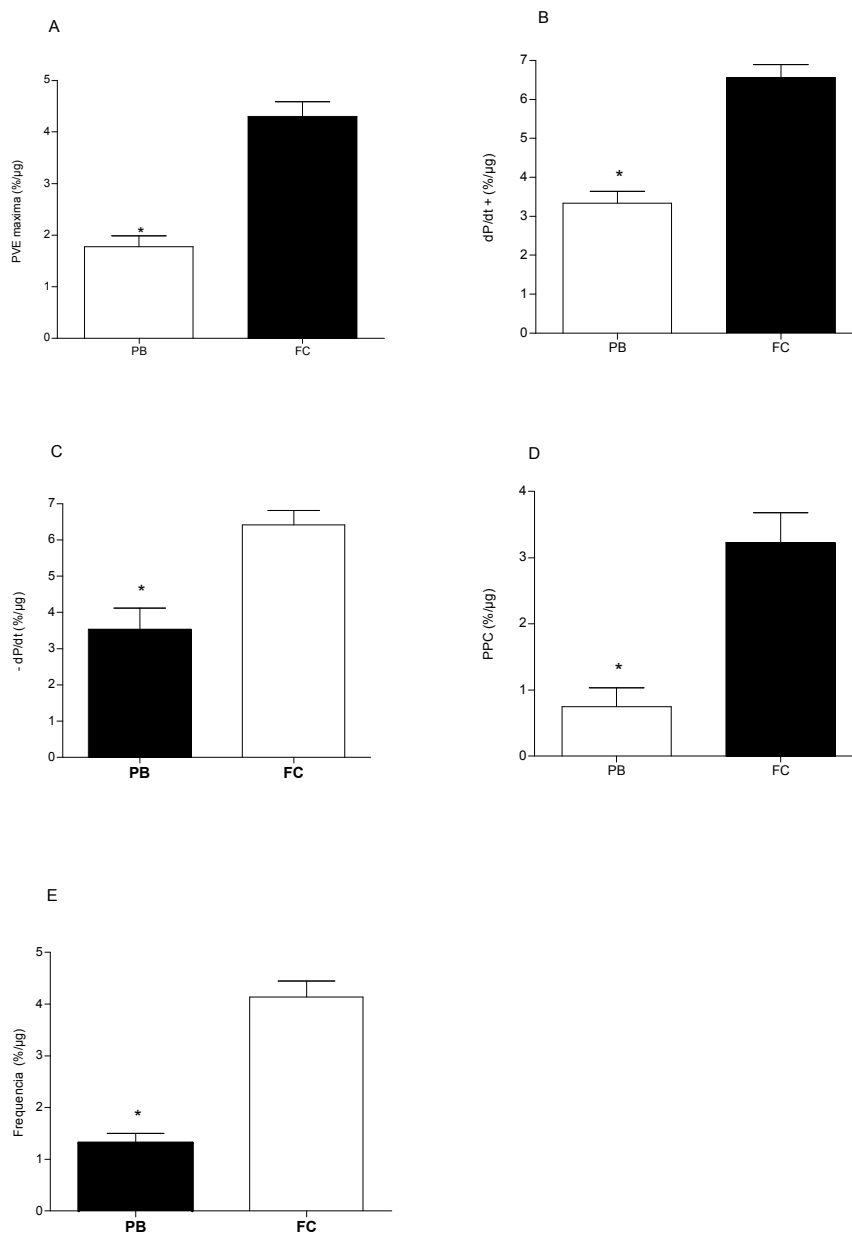 A
PVE maxima (%/µg)
5
4
3
2
1
0
*
PB
FC
B
dP/dt + (%/µg)
7
6
5
4
3
2
1
0
*
PB
FC
C
- dP/dt (%/µg)
7
6
5
4
3
2
1
0
*
PB
FC
D
PPC (%/µg)
4
3
2
1
0
*
PB
FC
E
Frequencia (%/µg)
5
4
3
2
1
0
*
PB
FC